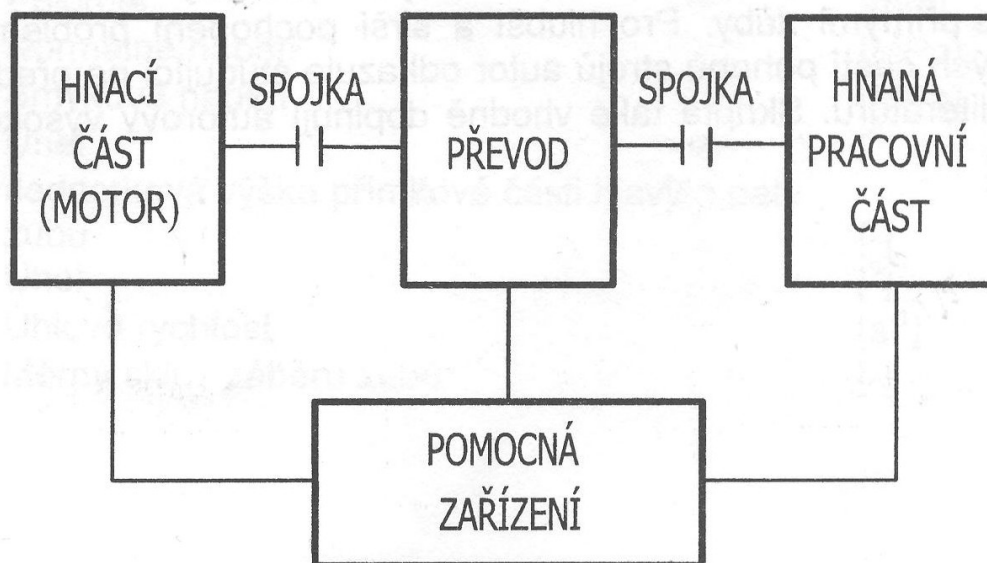 HNACÍ
ČÁST
(MOTOR)
SPOJKA
PŘEVOD
SPOJKA
HNANÁ
PRACOVNÍ
ČÁST
POMOCNÁ
ZAŘÍZENÍ